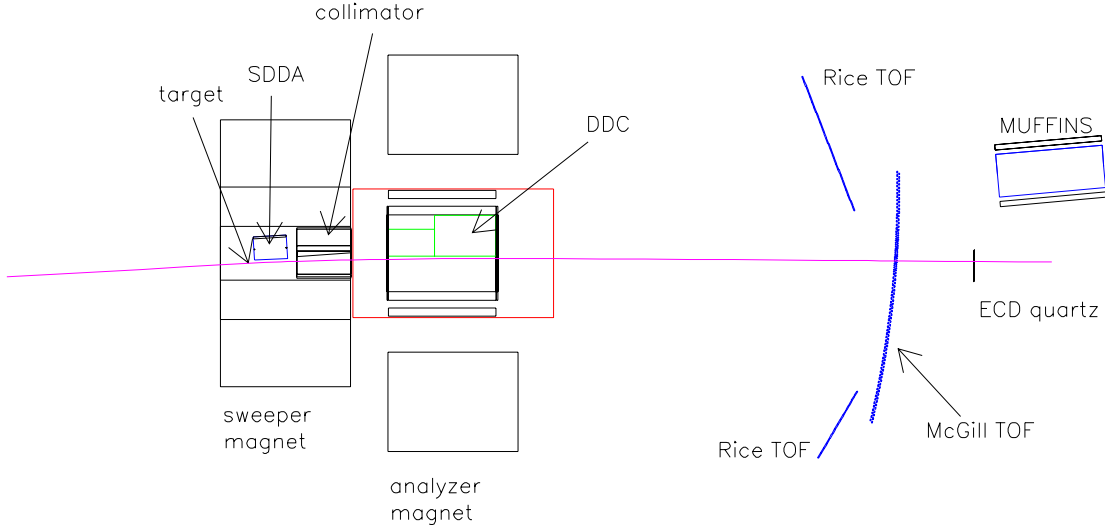 collimator
SDDA
target
Rice TOF
DDC
MUFFINS
ECD quartz
sweeper
magnet
McGill TOF
Rice TOF
analyzer
magnet